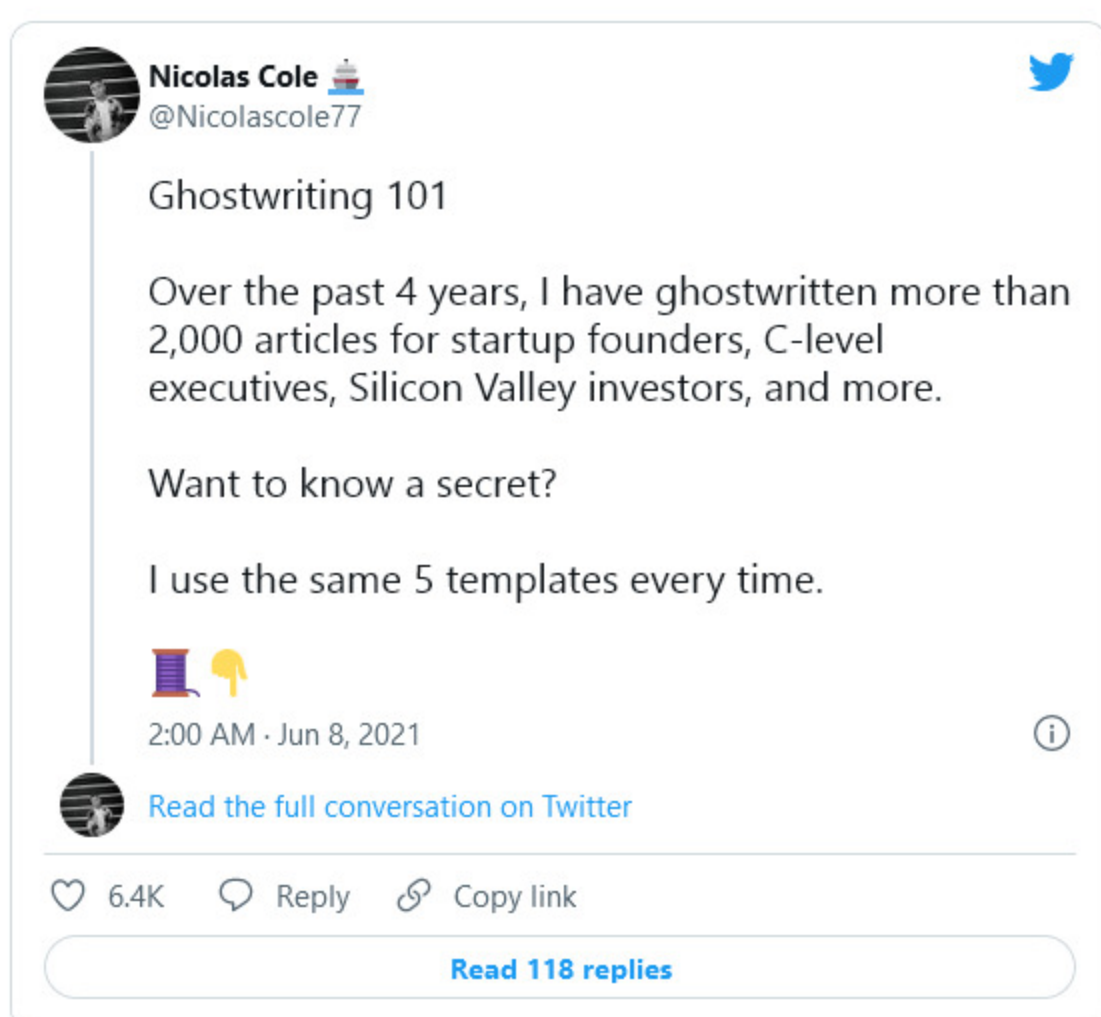 Nicolas Cole 🚢
@Nicolascole77
Ghostwriting 101
Over the past 4 years, I have ghostwritten more than
2,000 articles for startup founders, C-level
executives, Silicon Valley investors, and more.
Want to know a secret?
I use the same 5 templates every time.
🧵👇
2:00 AM · Jun 8, 2021
Read the full conversation on Twitter
6.4K Reply Copy link
Read 118 replies